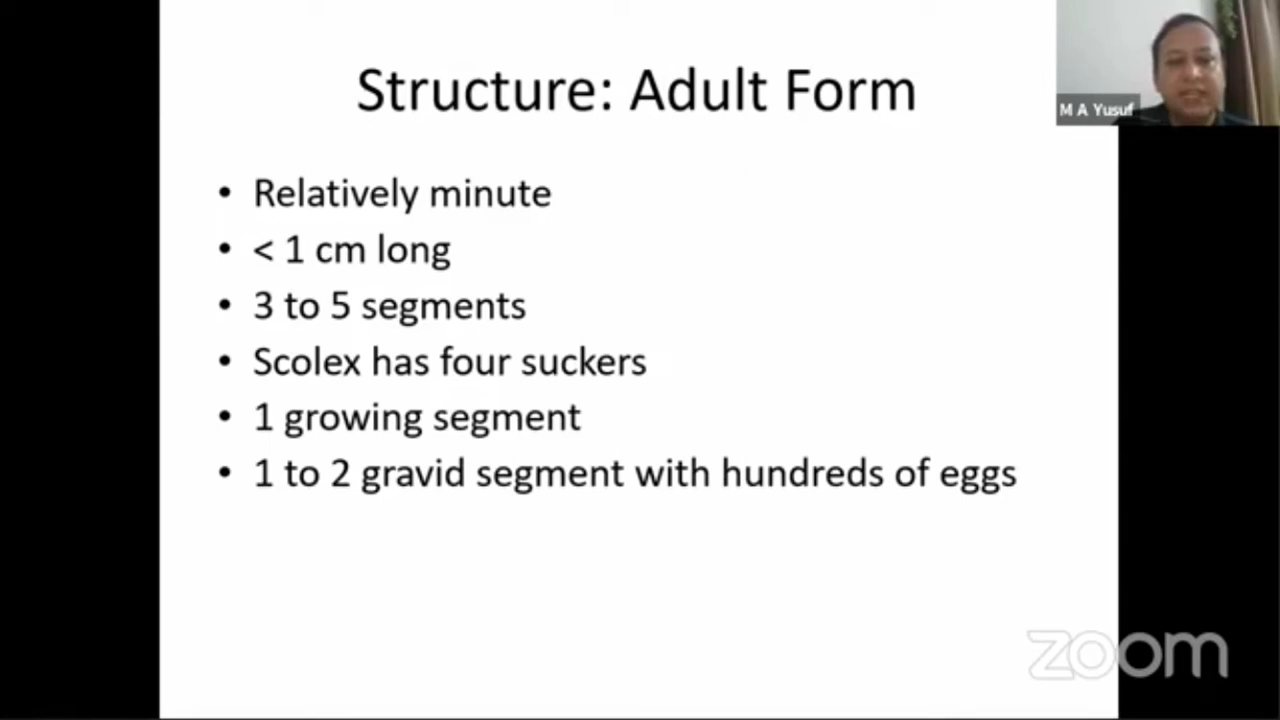 Structure: Adult Form
M A Yusuf
• Relatively minute
• < 1 cm long
• 3 to 5 segments
• Scolex has four suckers
• 1 growing segment
• 1 to 2 gravid segment with hundreds of eggs
zoom